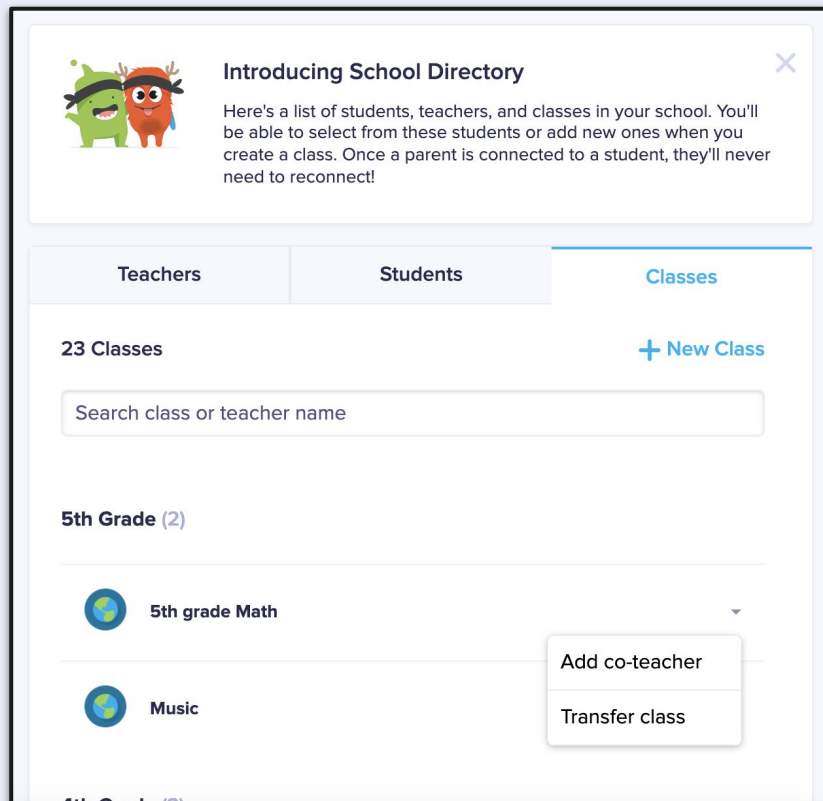 Introducing School Directory
Here's a list of students, teachers, and classes in your school. You'll
be able to select from these students or add new ones when you
create a class. Once a parent is connected to a student, they'll never
need to reconnect!
Teachers
Students
Classes
23 Classes
New Class
Search class or teacher name
5th Grade (2)
5th grade Math
Add co-teacher
Music
Transfer class